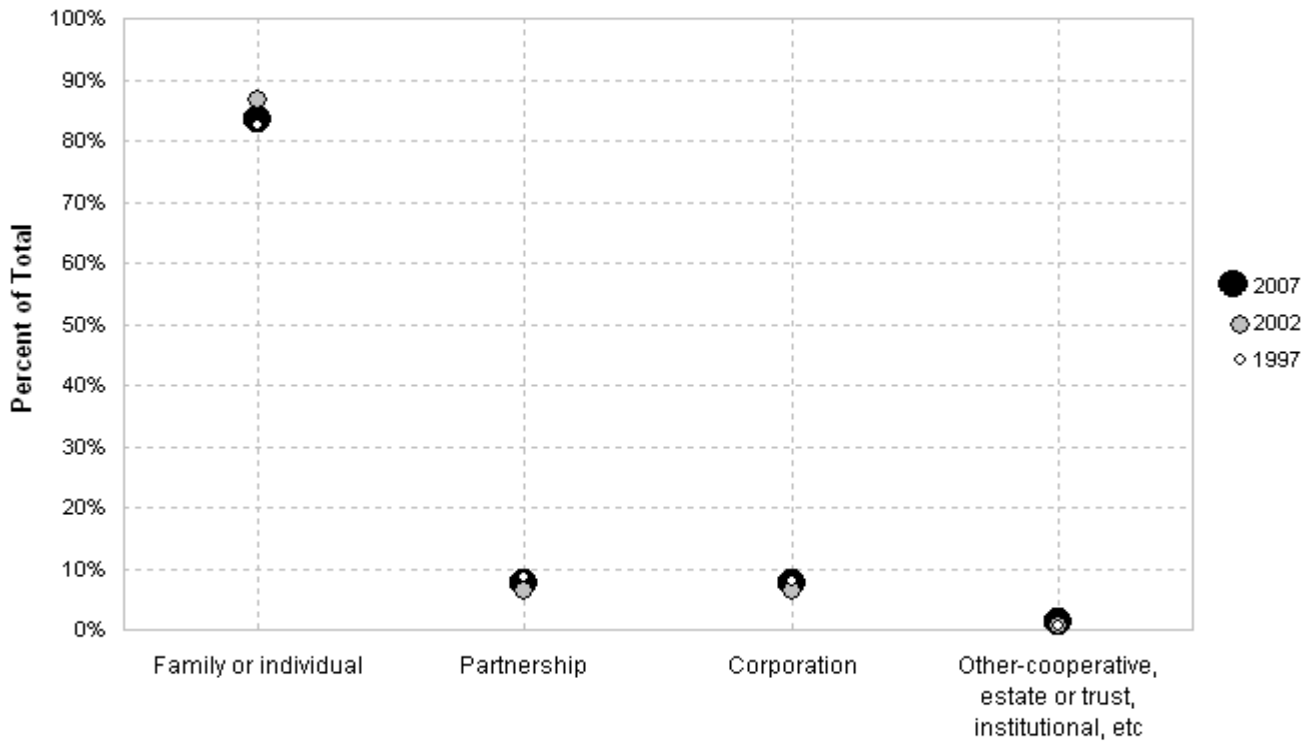 100%
90%
80%
70%
60%
50%
40%
30%
20%
10%
0%
Percent of Total
Family or individual
Partnership
Corporation
Other-cooperative,
estate or trust,
institutional, etc
2007
2002
1997